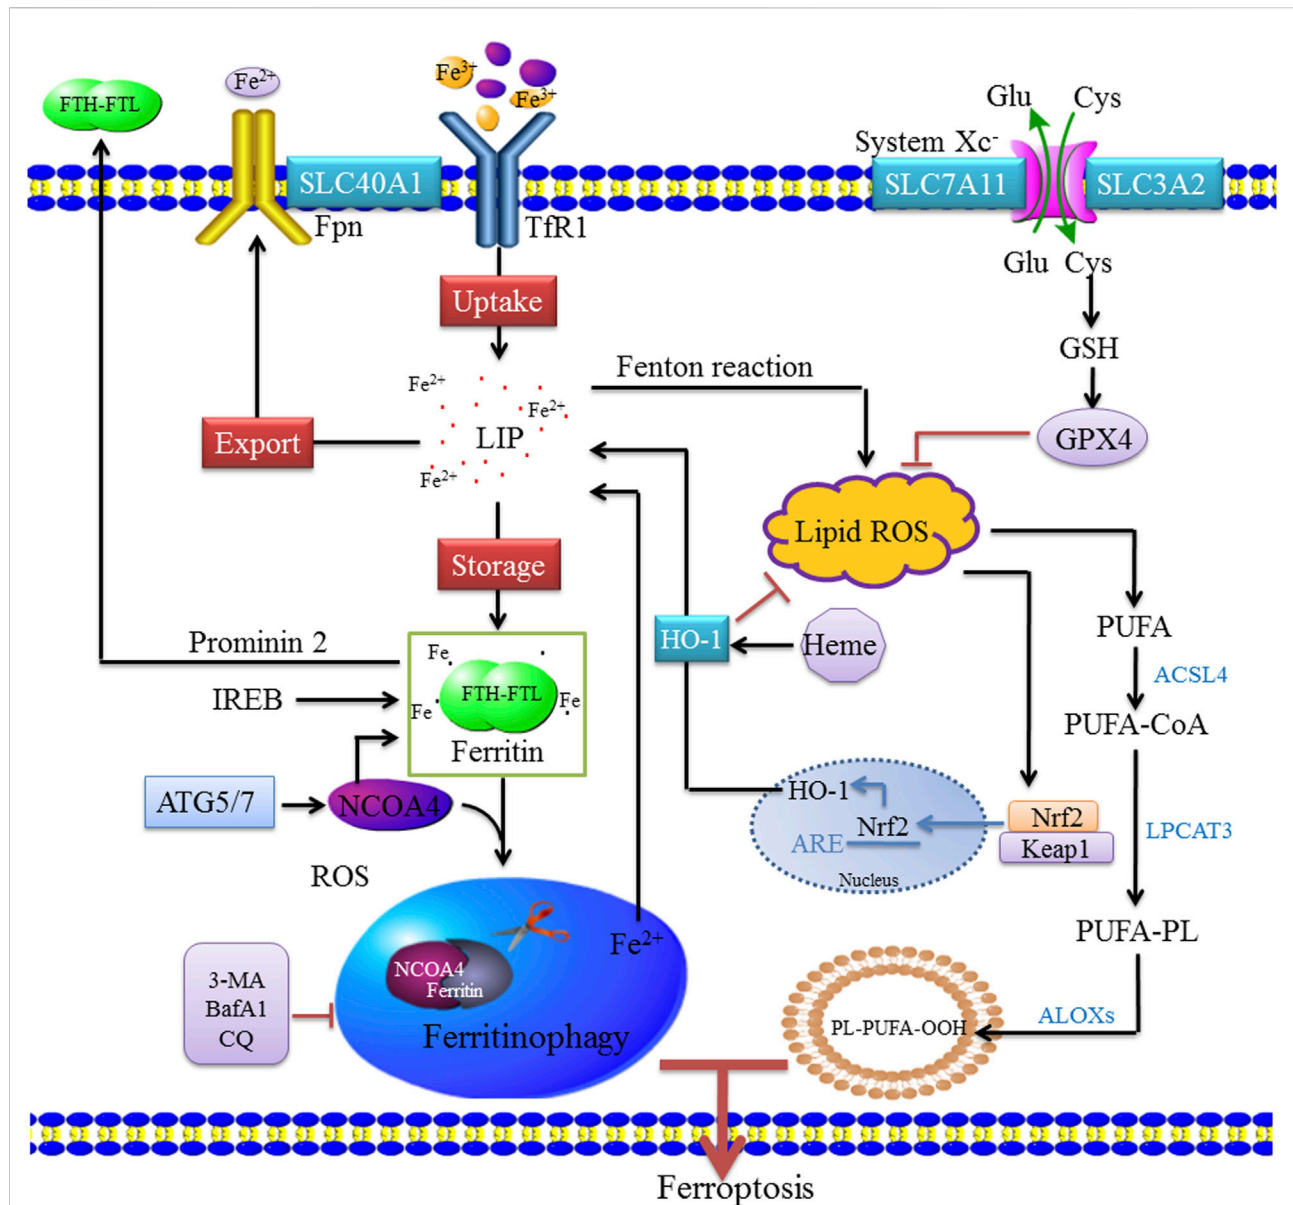 Fe²⁺
FTH-FTL
Fe³⁺
Fe³⁺
Glu
Cys
System Xc⁻
SLC40A1
SLC7A11
SLC3A2
Fpn
TfR1
Glu
Cys
Uptake
GSH
Fenton reaction
Fe²⁺
Fe²⁺
LIP
Fe²⁺
Export
GPX4
Lipid ROS
Storage
Prominin 2
HO-1
Heme
PUFA
ACSL4
Fe
FTH-FTL
Fe
Fe
Ferritin
IREB
PUFA-CoA
ATG5/7
NCOA4
HO-1
Nrf2
ARE
Nucleus
Nrf2
Keap1
LPCAT3
ROS
PUFA-PL
Fe²⁺
3-MA
BafA1
CQ
NCOA4
Ferritin
Ferritinophagy
PL-PUFA-OOH
ALOXs
Ferroptosis